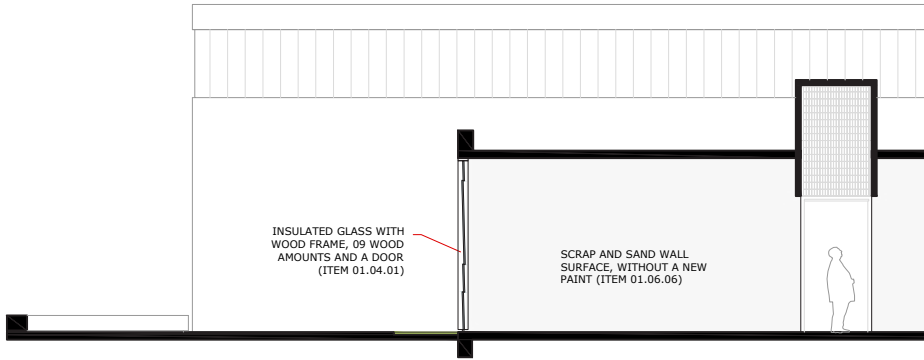 INSULATED GLASS WITH
WOOD FRAME, 09 WOOD
AMOUNTS AND A DOOR
(ITEM 01.04.01)
SCRAP AND SAND WALL
SURFACE, WITHOUT A NEW
PAINT (ITEM 01.06.06)